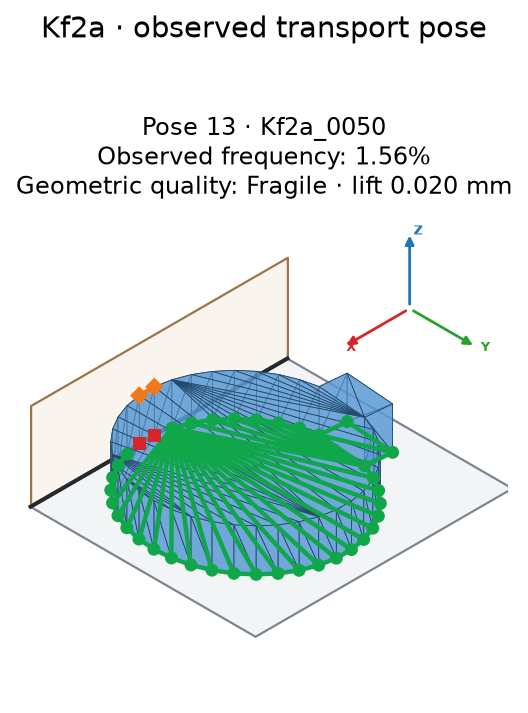 Kf2a · observed transport pose
Pose 13 · Kf2a_0050
Observed frequency: 1.56%
Geometric quality: Fragile · lift 0.020 mm
Z
X
Y